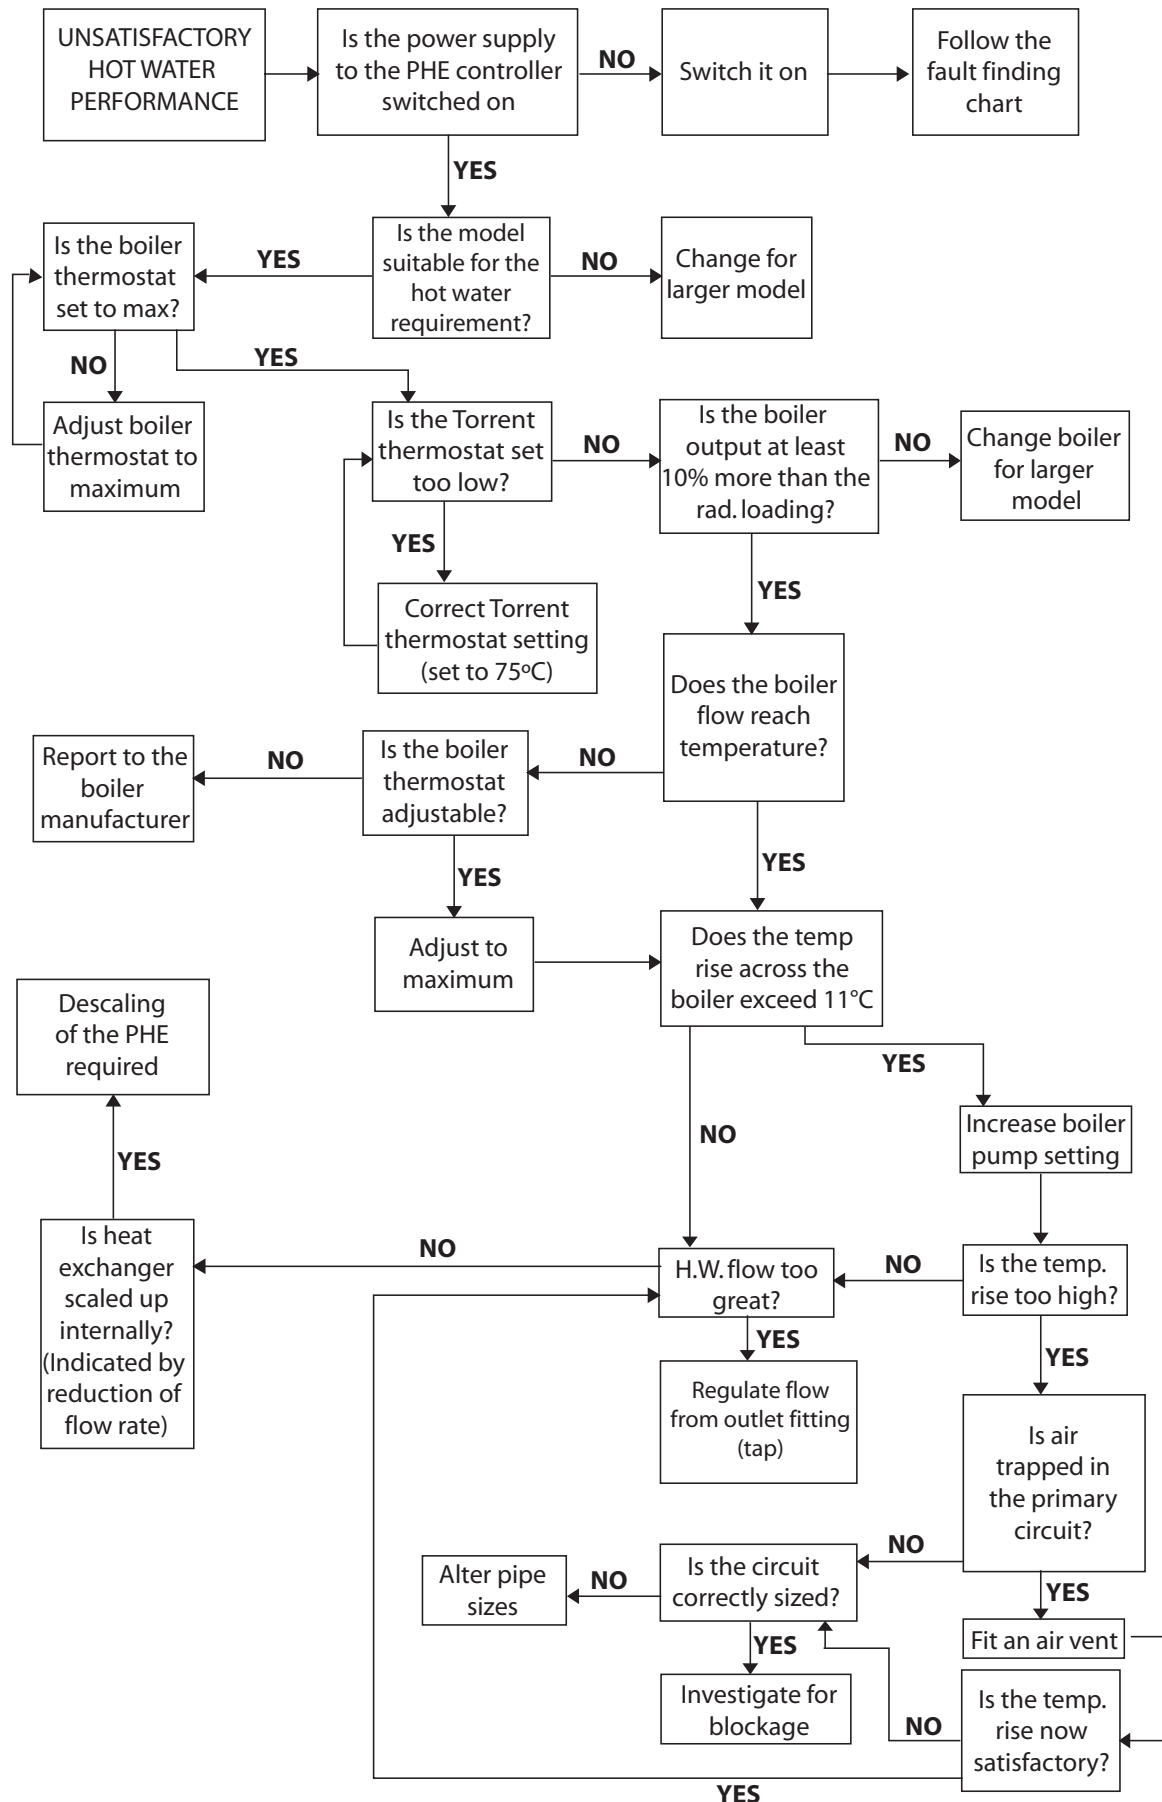 UNSATISFACTORY
HOT WATER
PERFORMANCE
Is the power supply
to the PHE controller
switched on
NO
Switch it on
Follow the
fault finding
chart
YES
Is the boiler
thermostat
set to max?
YES
Is the model
suitable for the
hot water
requirement?
NO
Change for
larger model
NO
YES
Adjust boiler
thermostat to
maximum
Is the Torrent
thermostat set
too low?
NO
Is the boiler
output at least
10% more than the
rad. loading?
NO
Change boiler
for larger
model
YES
YES
Correct Torrent
thermostat setting
(set to 75ºC)
Does the boiler
flow reach
temperature?
Report to the
boiler
manufacturer
NO
Is the boiler
thermostat
adjustable?
NO
YES
YES
Adjust to
maximum
Does the temp
rise across the
boiler exceed 11°C
Descaling
of the PHE
required
YES
NO
Increase boiler
pump setting
YES
Is heat
exchanger
scaled up
internally?
(Indicated by
reduction of
flow rate)
NO
H.W. flow too
great?
NO
Is the temp.
rise too high?
YES
YES
Regulate flow
from outlet fitting
(tap)
Is air
trapped in
the primary
circuit?
Alter pipe
sizes
NO
Is the circuit
correctly sized?
NO
YES
YES
Fit an air vent
Investigate for
blockage
NO
Is the temp.
rise now
satisfactory?
YES